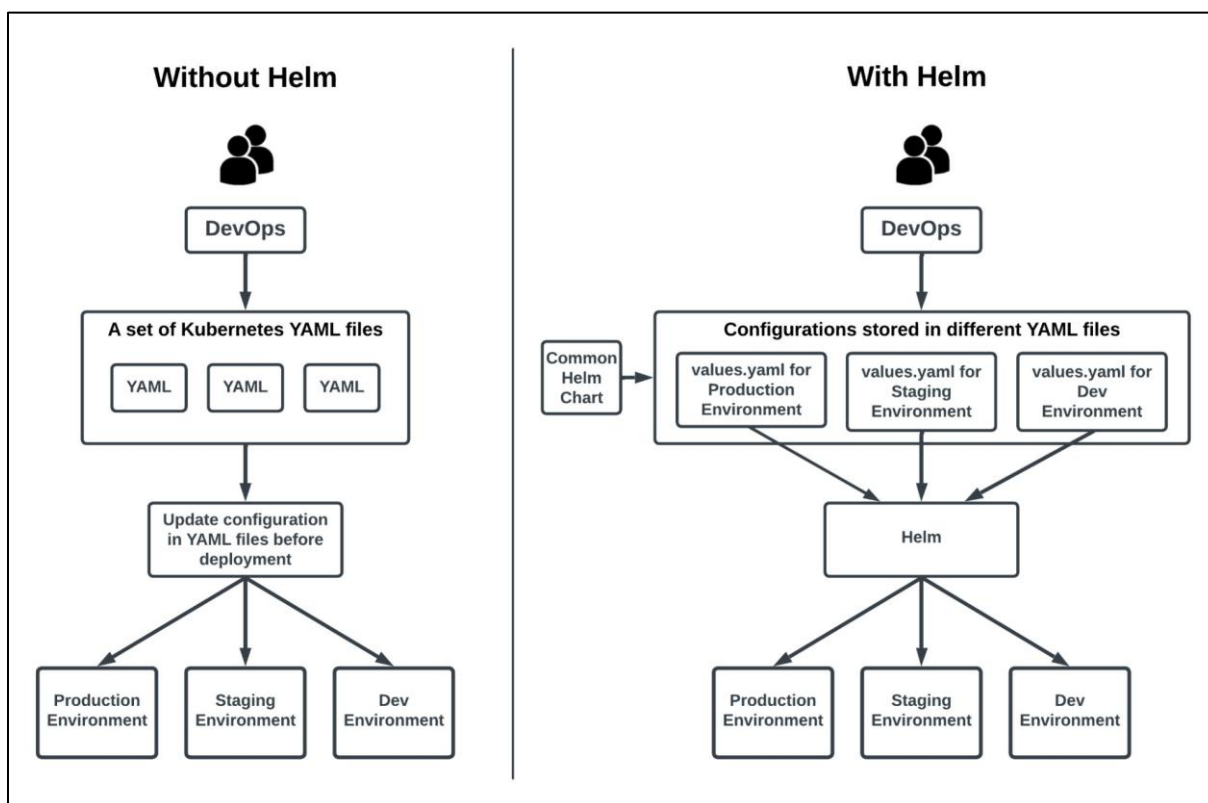 Without Helm
DevOps
A set of Kubernetes YAML files
YAML
YAML
YAML
Update configuration
in YAML files before
deployment
Production
Environment
Staging
Environment
Dev
Environment
With Helm
DevOps
Common
Helm
Chart
Configurations stored in different YAML files
values.yaml for
Production
Environment
values.yaml for
Staging
Environment
values.yaml for
Dev
Environment
Helm
Production
Environment
Staging
Environment
Dev
Environment